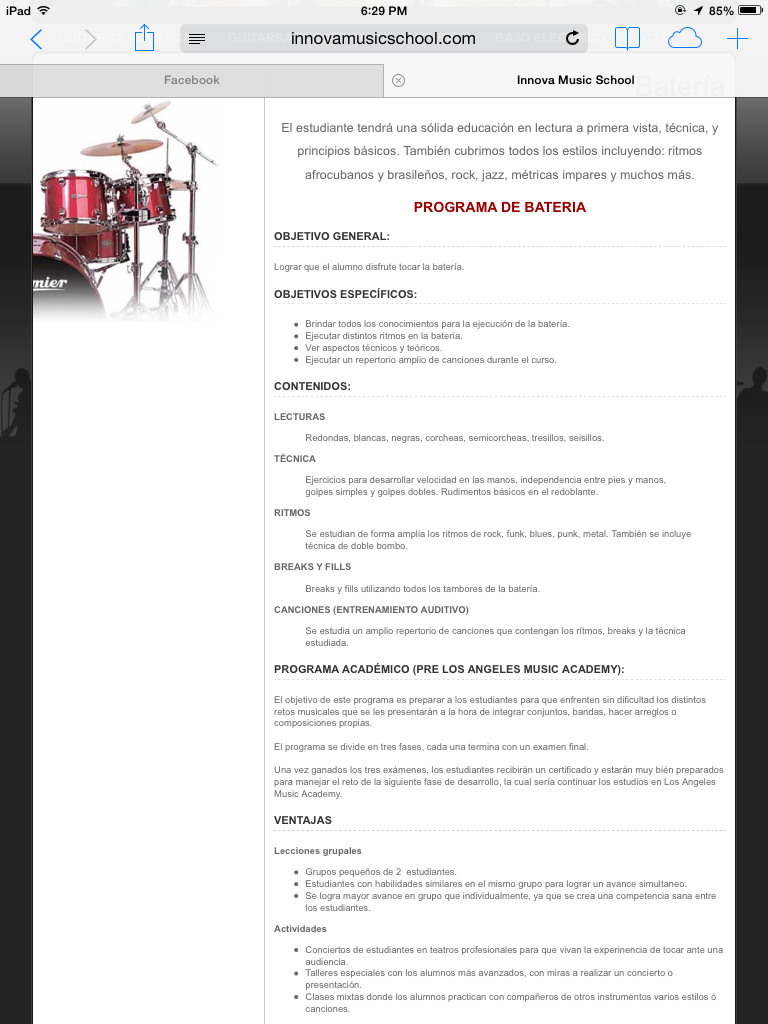 iPad 6:29 PM 85%
innovamusicschool.com
Facebook
Innova Music School
Batería
mier
El estudiante tendrá una sólida educación en lectura a primera vista, técnica, y
principios básicos. También cubrimos todos los estilos incluyendo: ritmos
afrocubanos y brasileños, rock, jazz, métricas impares y muchos más.
PROGRAMA DE BATERIA
OBJETIVO GENERAL:
Lograr que el alumno disfrute tocar la batería.
OBJETIVOS ESPECÍFICOS:
Brindar todos los conocimientos para la ejecución de la batería.
Ejecutar distintos ritmos en la batería.
Ver aspectos técnicos y teóricos.
Ejecutar un repertorio amplio de canciones durante el curso.
CONTENIDOS:
LECTURAS
Redondas, blancas, negras, corcheas, semicorcheas, tresillos, seisillos.
TÉCNICA
Ejercicios para desarrollar velocidad en las manos, independencia entre pies y manos,
golpes simples y golpes dobles. Rudimentos básicos en el redoblante.
RITMOS
Se estudian de forma amplia los ritmos de rock, funk, blues, punk, metal. También se incluye
técnica de doble bombo.
BREAKS Y FILLS
Breaks y fills utilizando todos los tambores de la batería.
CANCIONES (ENTRENAMIENTO AUDITIVO)
Se estudia un amplio repertorio de canciones que contengan los rítmos, breaks y la técnica
estudiada.
PROGRAMA ACADÉMICO (PRE LOS ANGELES MUSIC ACADEMY):
El objetivo de este programa es preparar a los estudiantes para que enfrenten sin dificultad los distintos
retos musicales que se les presentarán a la hora de integrar conjuntos, bandas, hacer arreglos o
composiciones propias.
El programa se divide en tres fases, cada una termina con un examen final.
Una vez ganados los tres exámenes, los estudiantes recibirán un certificado y estarán muy bién preparados
para manejar el reto de la siguiente fase de desarrollo, la cual sería continuar los estudios en Los Angeles
Music Academy.
VENTAJAS
Lecciones grupales
Grupos pequeños de 2 estudiantes.
Estudiantes con habilidades similares en el mismo grupo para lograr un avance simultaneo.
Se logra mayor avance en grupo que individualmente, ya que se crea una competencia sana entre
los estudiantes.
Actividades
Conciertos de estudiantes en teatros profesionales para que vivan la experinencia de tocar ante una
audiencia.
Talleres especiales con los alumnos más avanzados, con miras a realizar un concierto o
presentación.
Clases mixtas donde los alumnos practican con compañeros de otros instrumentos varios estilos ó
canciones.